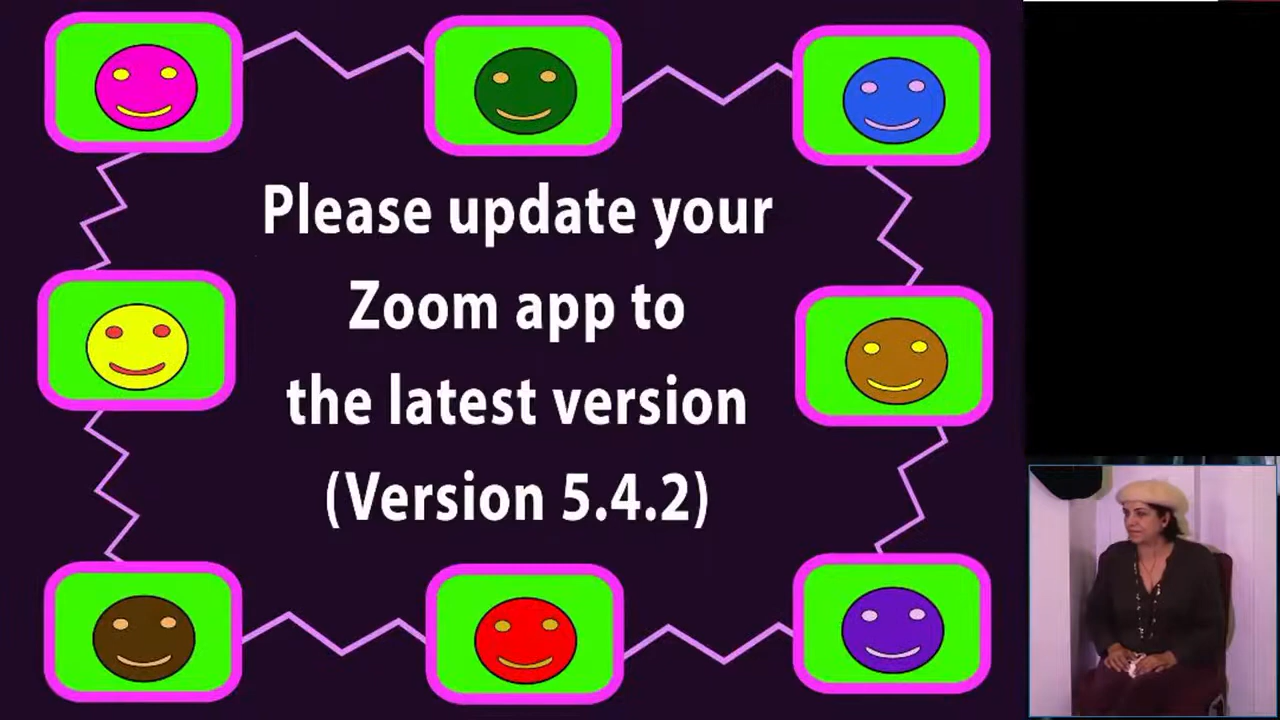 Please update your
Zoom app to
the latest version
(Version 5.4.2)